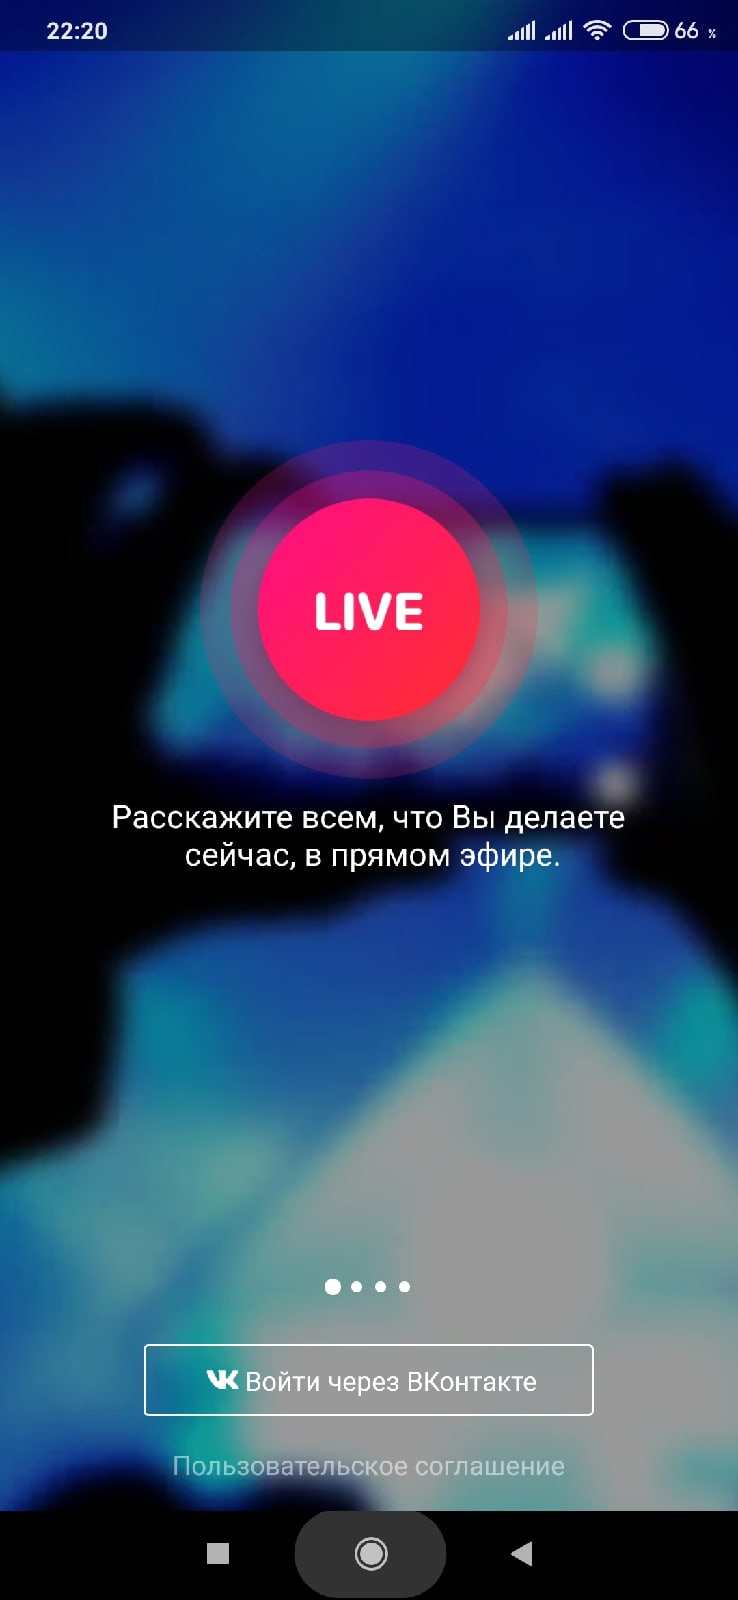 22:20
66 %
LIVE
Расскажите всем, что Вы делаете
сейчас, в прямом эфире.
Войти через ВКонтакте
Пользовательское соглашение